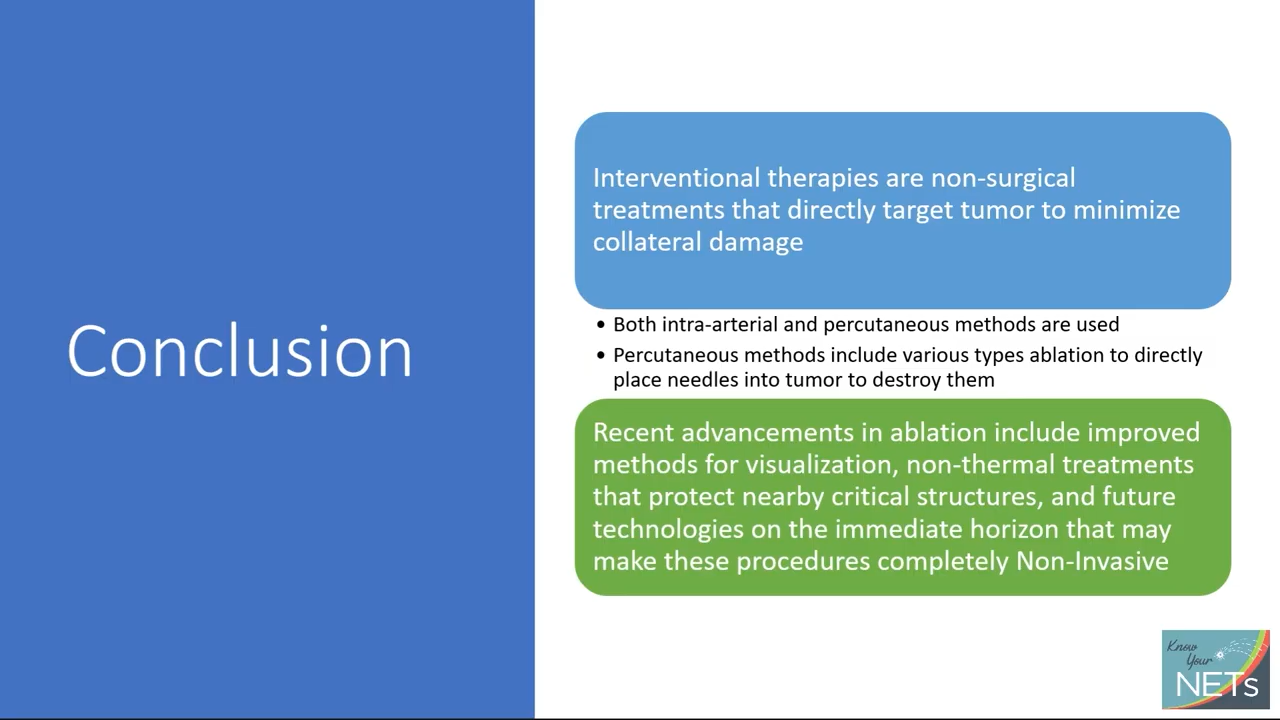 Conclusion
Interventional therapies are non-surgical
treatments that directly target tumor to minimize
collateral damage
• Both intra-arterial and percutaneous methods are used
• Percutaneous methods include various types ablation to directly
place needles into tumor to destroy them
Recent advancements in ablation include improved
methods for visualization, non-thermal treatments
that protect nearby critical structures, and future
technologies on the immediate horizon that may
make these procedures completely Non-Invasive
Know
Your
NETs